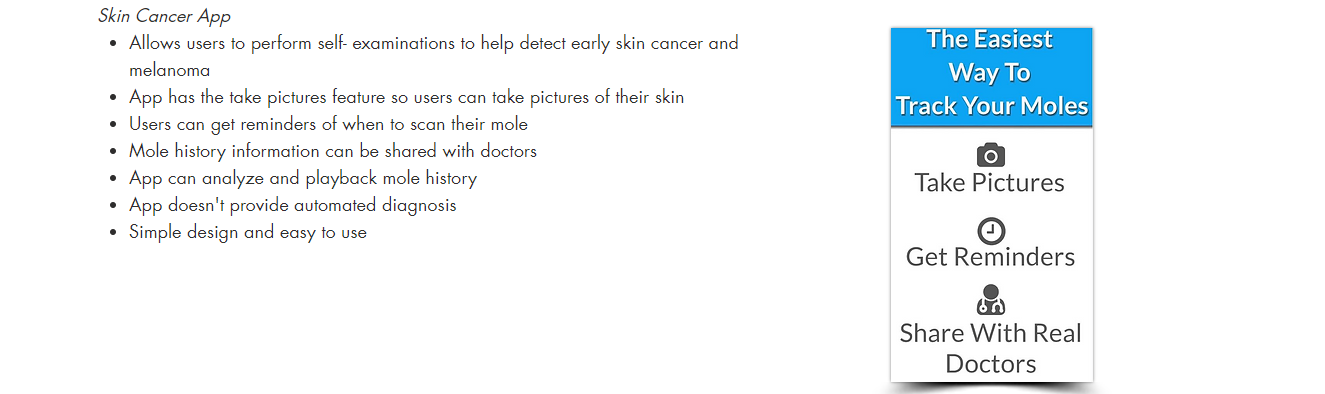 Skin Cancer App
Allows users to perform self- examinations to help detect early skin cancer and
melanoma
App has the take pictures feature so users can take pictures of their skin
Users can get reminders of when to scan their mole
Mole history information can be shared with doctors
App can analyze and playback mole history
App doesn't provide automated diagnosis
Simple design and easy to use
The Easiest
Way To
Track Your Moles
Take Pictures
Get Reminders
Share With Real
Doctors